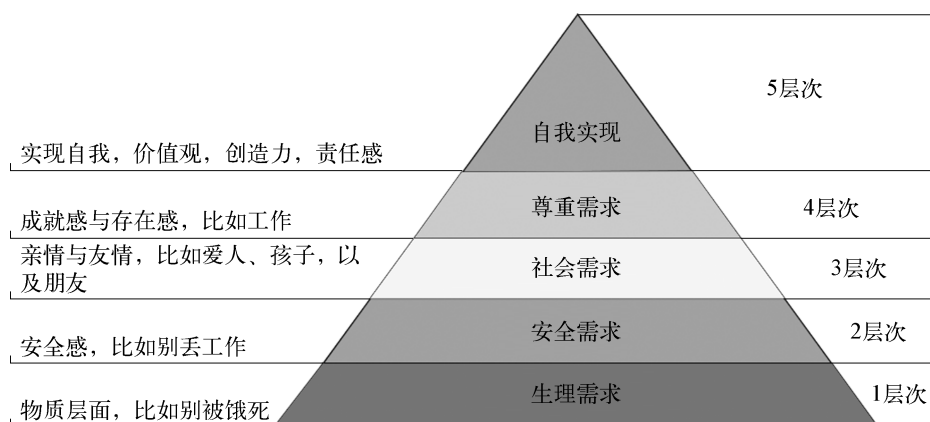 5层次
自我实现
实现自我，价值观，创造力，责任感
尊重需求
4层次
成就感与存在感，比如工作
亲情与友情，比如爱人、孩子，以
及朋友
社会需求
3层次
安全感，比如别丢工作
安全需求
2层次
物质层面，比如别被饿死
生理需求
1层次